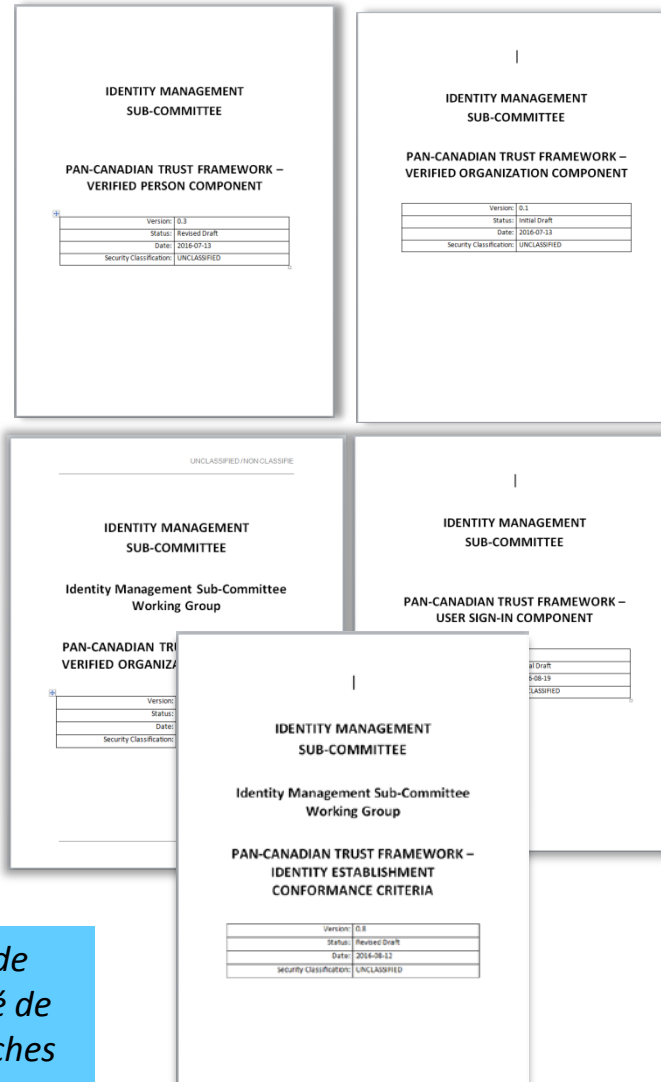 IDENTITY MANAGEMENT
SUB-COMMITTEE
PAN-CANADIAN TRUST FRAMEWORK –
VERIFIED PERSON COMPONENT
Version: 0.3
Status: Revised Draft
Date: 2016-07-13
Security Classification: UNCLASSIFIED
IDENTITY MANAGEMENT
SUB-COMMITTEE
PAN-CANADIAN TRUST FRAMEWORK –
VERIFIED ORGANIZATION COMPONENT
Version: 0.1
Status: Initial Draft
Date: 2016-07-13
Security Classification: UNCLASSIFIED
UNCLASSIFIED / NON CLASSIFIE
IDENTITY MANAGEMENT
SUB-COMMITTEE
Identity Management Sub-Committee
Working Group
PAN-CANADIAN TR
VERIFIED ORGANIZA
Version:
Status:
Date:
Security Classification:
IDENTITY MANAGEMENT
SUB-COMMITTEE
PAN-CANADIAN TRUST FRAMEWORK –
USER SIGN-IN COMPONENT
al Draft
6-08-19
CLASSIFIED
IDENTITY MANAGEMENT
SUB-COMMITTEE
Identity Management Sub-Committee
Working Group
PAN-CANADIAN TRUST FRAMEWORK –
IDENTITY ESTABLISHMENT
CONFORMANCE CRITERIA
Version: 0.8
Status: Revised Draft
Date: 2016-08-12
Security Classification: UNCLASSIFIED
de
é de
ches